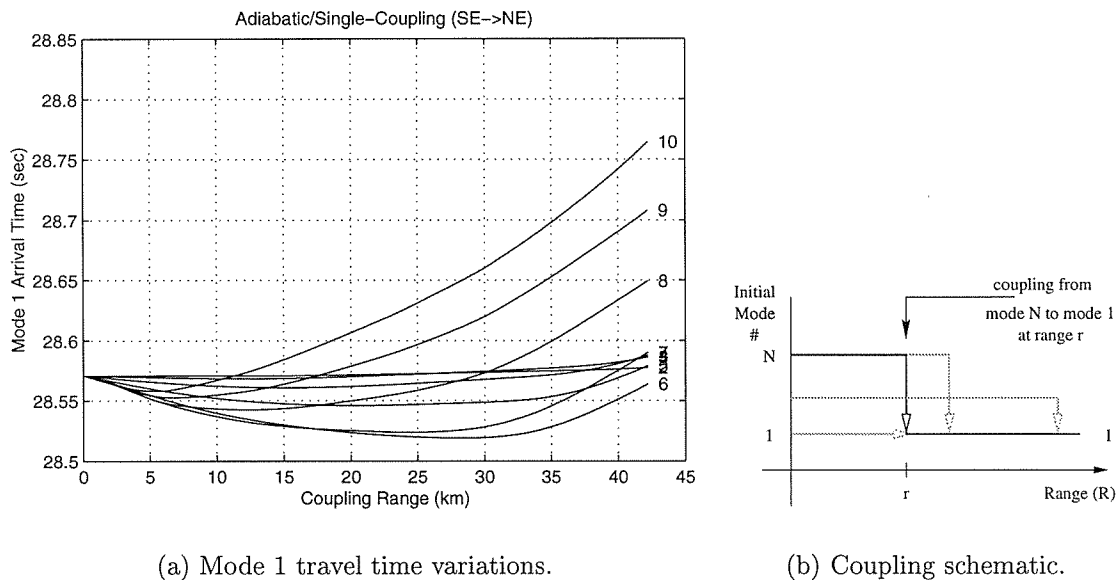 Adiabatic/Single−Coupling (SE−>NE)
Mode 1 Arrival Time (sec)
28.85
28.8
28.75
28.7
28.65
28.6
28.55
28.5
0
5
10
15
20
25
30
35
40
45
Coupling Range (km)
10
9
8
7
2
6
Initial
Mode
#
N
1
coupling from
mode N to mode 1
at range r
1
r
Range (R)
(a) Mode 1 travel time variations.
(b) Coupling schematic.